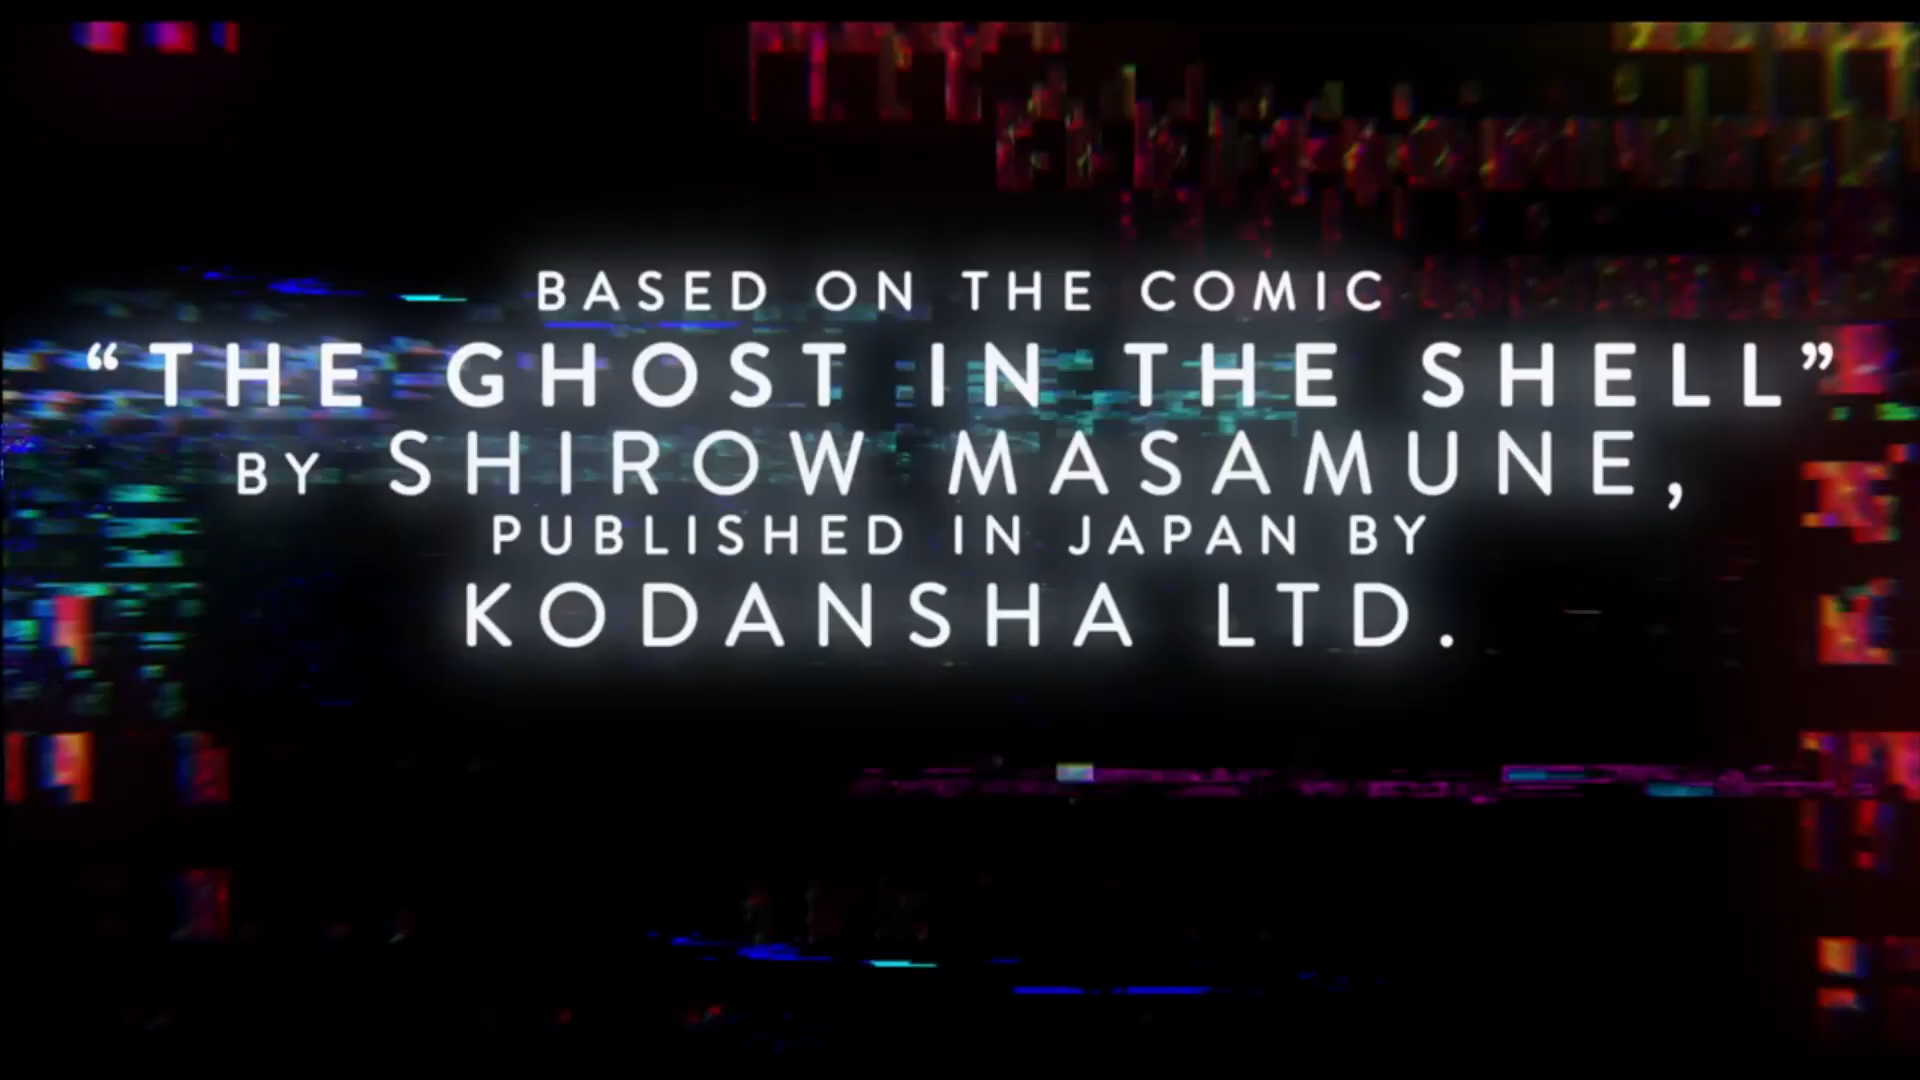 BASED ON THE COMIC
“THE GHOST IN THE SHELL”
BY SHIROW MASAMUNE,
PUBLISHED IN JAPAN BY
KODANSHA LTD.